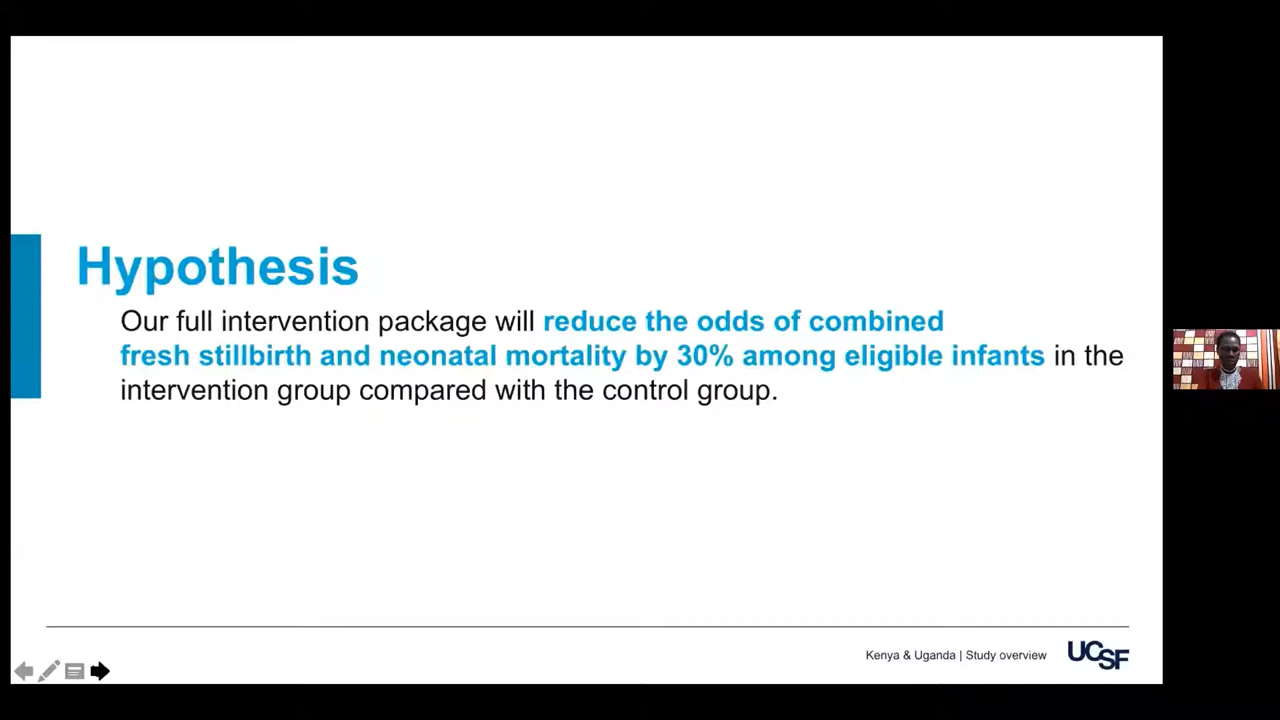 Hypothesis
Our full intervention package will reduce the odds of combined
fresh stillbirth and neonatal mortality by 30% among eligible infants in the
intervention group compared with the control group.
Kenya & Uganda | Study overview
UCSF